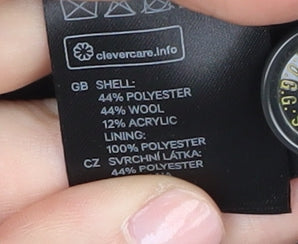 clevercare.info
GB SHELL:
44% POLYESTER
44% WOOL
12% ACRYLIC
LINING:
100% POLYESTER
CZ SVRCHNÍ LÁTKA:
44% POLYESTER